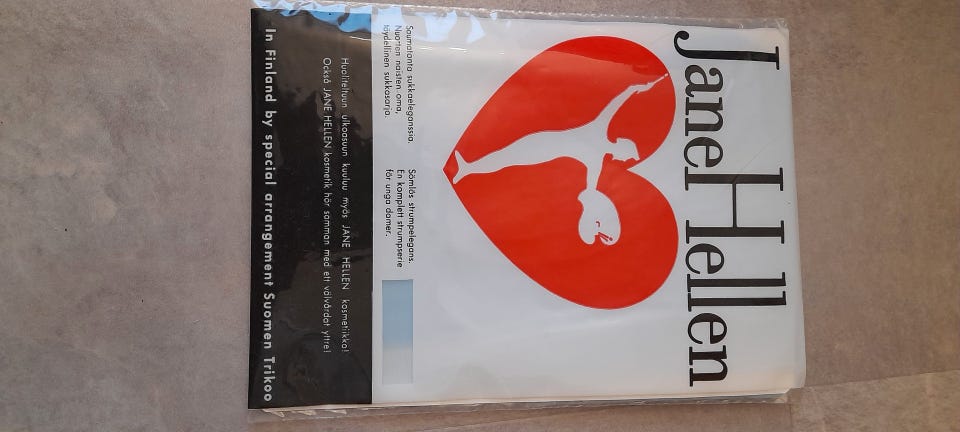 Jane Hellen
Saumatonta sukkaeleganssia.
Nuorten naisten oma,
täydellinen sukkasarja.
Sömlös strumpelegans.
En komplett strumpserie
för unga damer.
Huoliteltuun ulkoasuun kuuluu myös JANE HELLEN kosmetiikka!
Också JANE HELLEN kosmetik hör samman med ett välvårdat yttre!
In Finland by special arrangement Suomen Trikoo